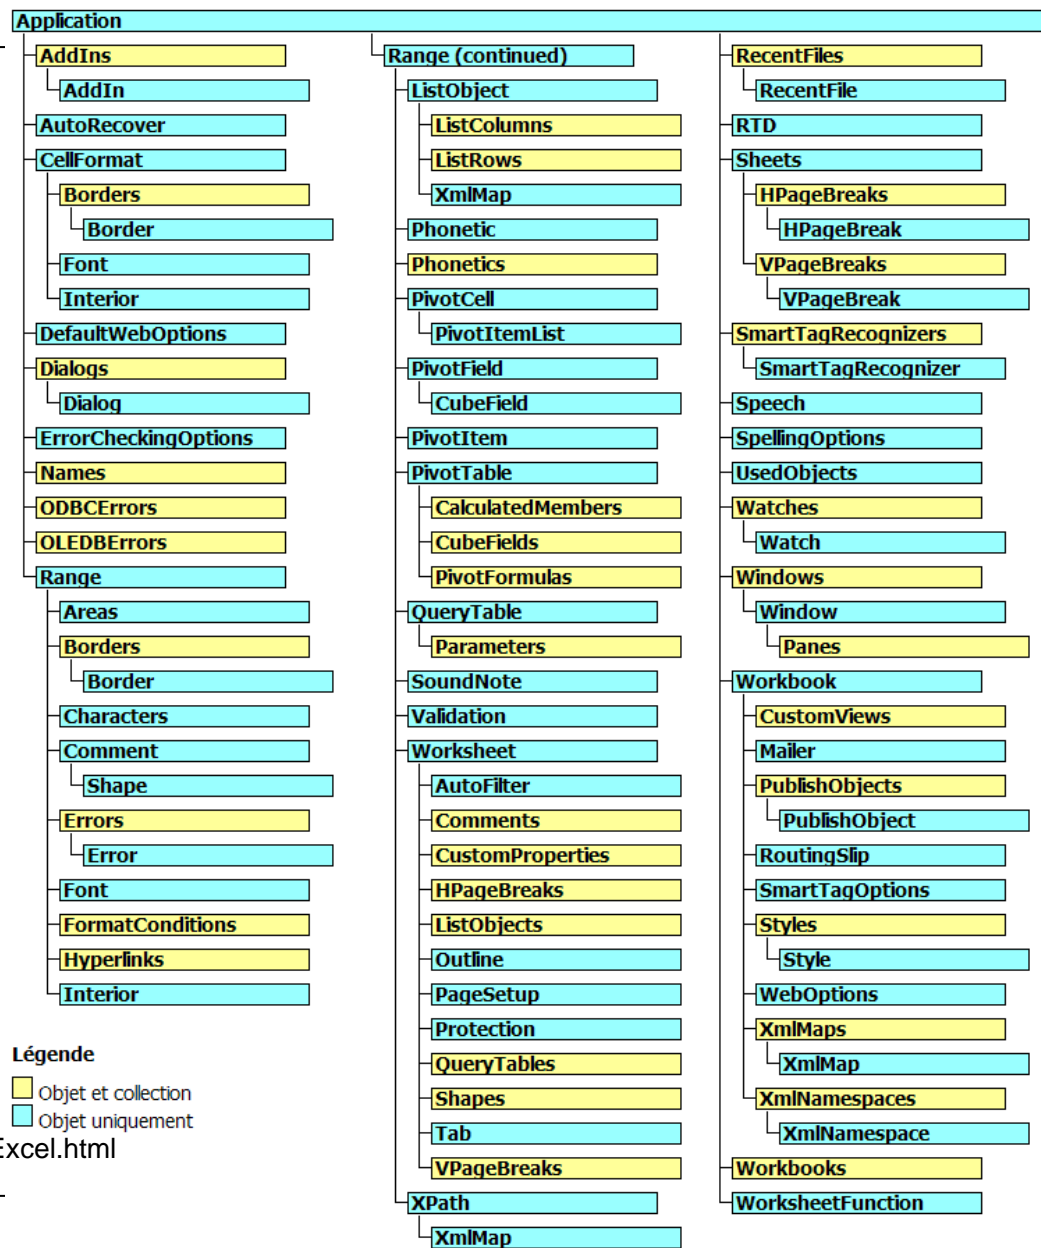 Application
AddIns
AddIn
AutoRecover
CellFormat
Borders
Border
Font
Interior
DefaultWebOptions
Dialogs
Dialog
ErrorCheckingOptions
Names
ODBCErrors
OLEDBErrors
Range
Areas
Borders
Border
Characters
Comment
Shape
Errors
Error
Font
FormatConditions
Hyperlinks
Interior
Légende
Objet et collection
Objet uniquement
Excel.html
Range (continued)
ListObject
ListColumns
ListRows
XmlMap
Phonetic
Phonetics
PivotCell
PivotItemList
PivotField
CubeField
PivotItem
PivotTable
CalculatedMembers
CubeFields
PivotFormulas
QueryTable
Parameters
SoundNote
Validation
Worksheet
AutoFilter
Comments
CustomProperties
HPageBreaks
ListObjects
Outline
PageSetup
Protection
QueryTables
Shapes
Tab
VPageBreaks
XPath
XmlMap
RecentFiles
RecentFile
RTD
Sheets
HPageBreaks
HPageBreak
VPageBreaks
VPageBreak
SmartTagRecognizers
SmartTagRecognizer
Speech
SpellingOptions
UsedObjects
Watches
Watch
Windows
Window
Panes
Workbook
CustomViews
Mailer
PublishObjects
PublishObject
RoutingSlip
SmartTagOptions
Styles
Style
WebOptions
XmlMaps
XmlMap
XmlNamespaces
XmlNamespace
Workbooks
WorksheetFunction